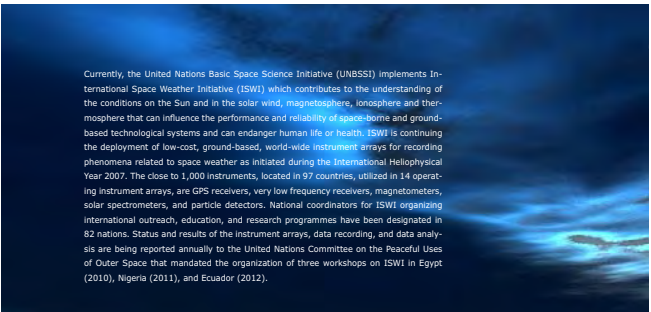 Currently, the United Nations Basic Space Science Initiative (UNBSSI) implements In-
ternational Space Weather Initiative (ISWI) which contributes to the understanding of
the conditions on the Sun and in the solar wind, magnetosphere, ionosphere and ther-
mosphere that can influence the performance and reliability of space-borne and ground-
based technological systems and can endanger human life or health. ISWI is continuing
the deployment of low-cost, ground-based, world-wide instrument arrays for recording
phenomena related to space weather as initiated during the International Heliophysical
Year 2007. The close to 1,000 instruments, located in 97 countries, utilized in 14 operat-
ing instrument arrays, are GPS receivers, very low frequency receivers, magnetometers,
solar spectrometers, and particle detectors. National coordinators for ISWI organizing
international outreach, education, and research programmes have been designated in
82 nations. Status and results of the instrument arrays, data recording, and data analy-
sis are being reported annually to the United Nations Committee on the Peaceful Uses
of Outer Space that mandated the organization of three workshops on ISWI in Egypt
(2010), Nigeria (2011), and Ecuador (2012).